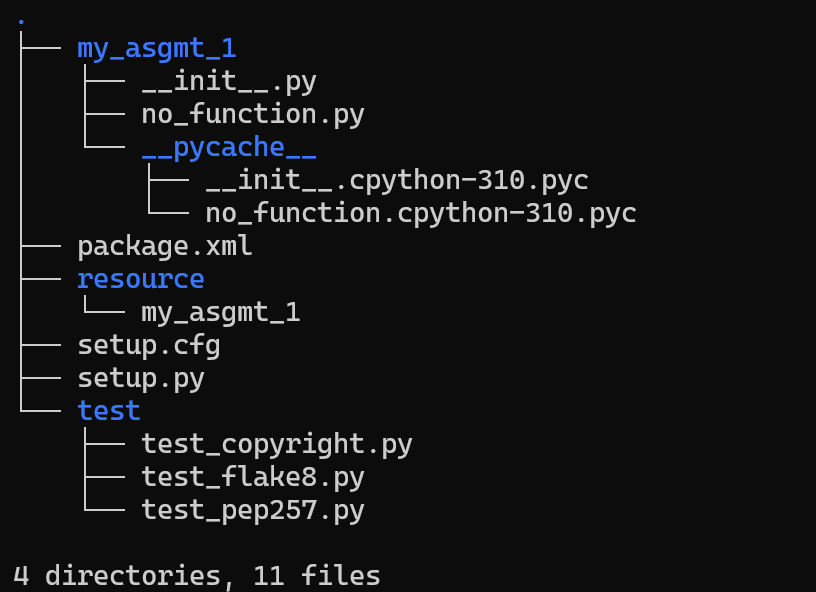 .
├── my_asgmt_1
│   ├── __init__.py
│   ├── no_function.py
│   └── __pycache__
│       ├── __init__.cpython-310.pyc
│       └── no_function.cpython-310.pyc
├── package.xml
├── resource
│   └── my_asgmt_1
├── setup.cfg
├── setup.py
└── test
    ├── test_copyright.py
    ├── test_flake8.py
    └── test_pep257.py
4 directories, 11 files